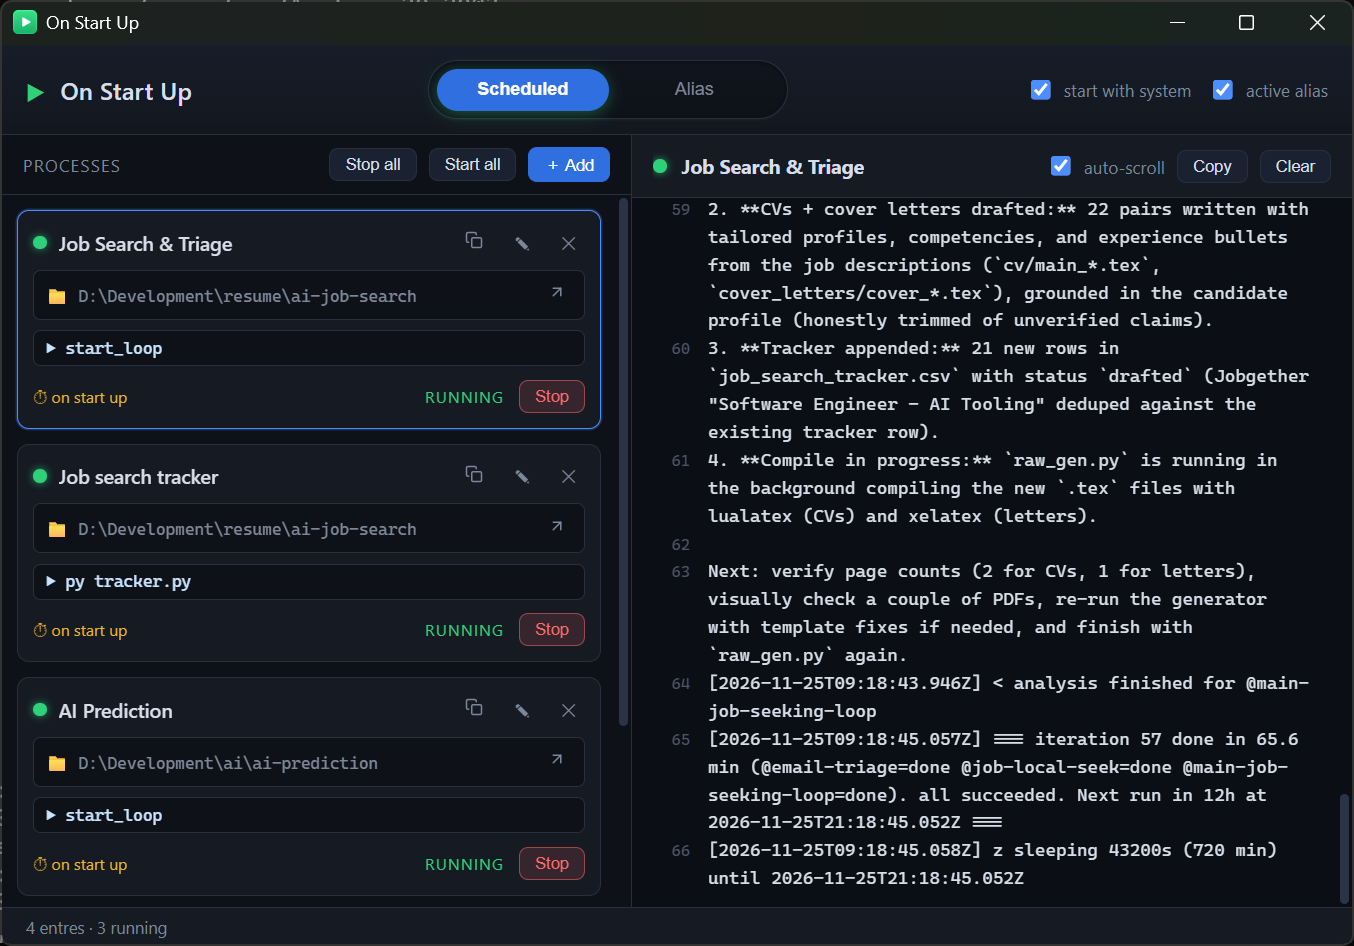 On Start Up
On Start Up
Scheduled
Alias
start with system
active alias
PROCESSES
Stop all
Start all
+ Add
Job Search & Triage
D:\Development\resume\ai-job-search
start_loop
on start up
RUNNING
Stop
Job search tracker
D:\Development\resume\ai-job-search
py tracker.py
on start up
RUNNING
Stop
AI Prediction
D:\Development\ai\ai-prediction
start_loop
on start up
RUNNING
Stop
4 entres · 3 running
Job Search & Triage
auto-scroll
Copy
Clear
59 2. **CVs + cover letters drafted:** 22 pairs written with
tailored profiles, competencies, and experience bullets
from the job descriptions (`cv/main_*.tex`,
`cover_letters/cover_*.tex`), grounded in the candidate
profile (honestly trimmed of unverified claims).
60 3. **Tracker appended:** 21 new rows in
`job_search_tracker.csv` with status `drafted` (Jobgether
"Software Engineer – AI Tooling" deduped against the
existing tracker row).
61 4. **Compile in progress:** `raw_gen.py` is running in
the background compiling the new `.tex` files with
lualatex (CVs) and xelatex (letters).
62
63 Next: verify page counts (2 for CVs, 1 for letters),
visually check a couple of PDFs, re-run the generator
with template fixes if needed, and finish with
`raw_gen.py` again.
64 [2026-11-25T09:18:43.946Z] < analysis finished for @main-
job-seeking-loop
65 [2026-11-25T09:18:45.057Z] === iteration 57 done in 65.6
min (@email-triage=done @job-local-seek=done @main-job-
seeking-loop=done). all succeeded. Next run in 12h at
2026-11-25T21:18:45.052Z ===
66 [2026-11-25T09:18:45.058Z] z sleeping 43200s (720 min)
until 2026-11-25T21:18:45.052Z